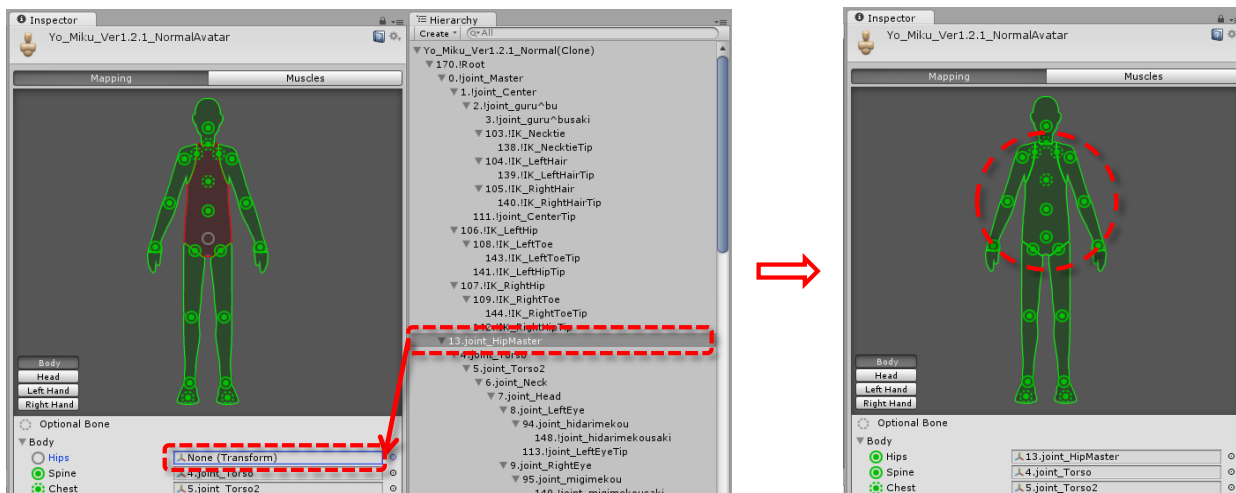 Inspector
Yo_Miku_Ver1.2.1_NormalAvatar
Mapping
Muscles
Body
Head
Left Hand
Right Hand
Optional Bone
Body
Hips
None (Transform)
Spine
4.joint_Torso
Chest
5.joint_Torso2
Hierarchy
Create
All
Yo_Miku_Ver1.2.1_Normal(Clone)
170.!Root
0.!joint_Master
1.!joint_Center
2.!joint_guru^bu
3.!joint_guru^busaki
103.!IK_Necktie
138.!IK_NecktieTip
104.!IK_LeftHair
139.!IK_LeftHairTip
105.!IK_RightHair
140.!IK_RightHairTip
111.!joint_CenterTip
106.!IK_LeftHip
108.!IK_LeftToe
143.!IK_LeftToeTip
141.!IK_LeftHipTip
107.!IK_RightHip
109.!IK_RightToe
144.!IK_RightToeTip
142.!IK_RightHipTip
13.joint_HipMaster
4.joint_Torso
5.joint_Torso2
6.joint_Neck
7.joint_Head
8.joint_LeftEye
94.joint_hidarimekou
148.!joint_hidarimekousaki
113.!joint_LeftEyeTip
9.joint_RightEye
95.joint_migimekou
149.!joint_migimekousaki
Inspector
Yo_Miku_Ver1.2.1_NormalAvatar
Mapping
Muscles
Body
Head
Left Hand
Right Hand
Optional Bone
Body
Hips
13.joint_HipMaster
Spine
4.joint_Torso
Chest
5.joint_Torso2